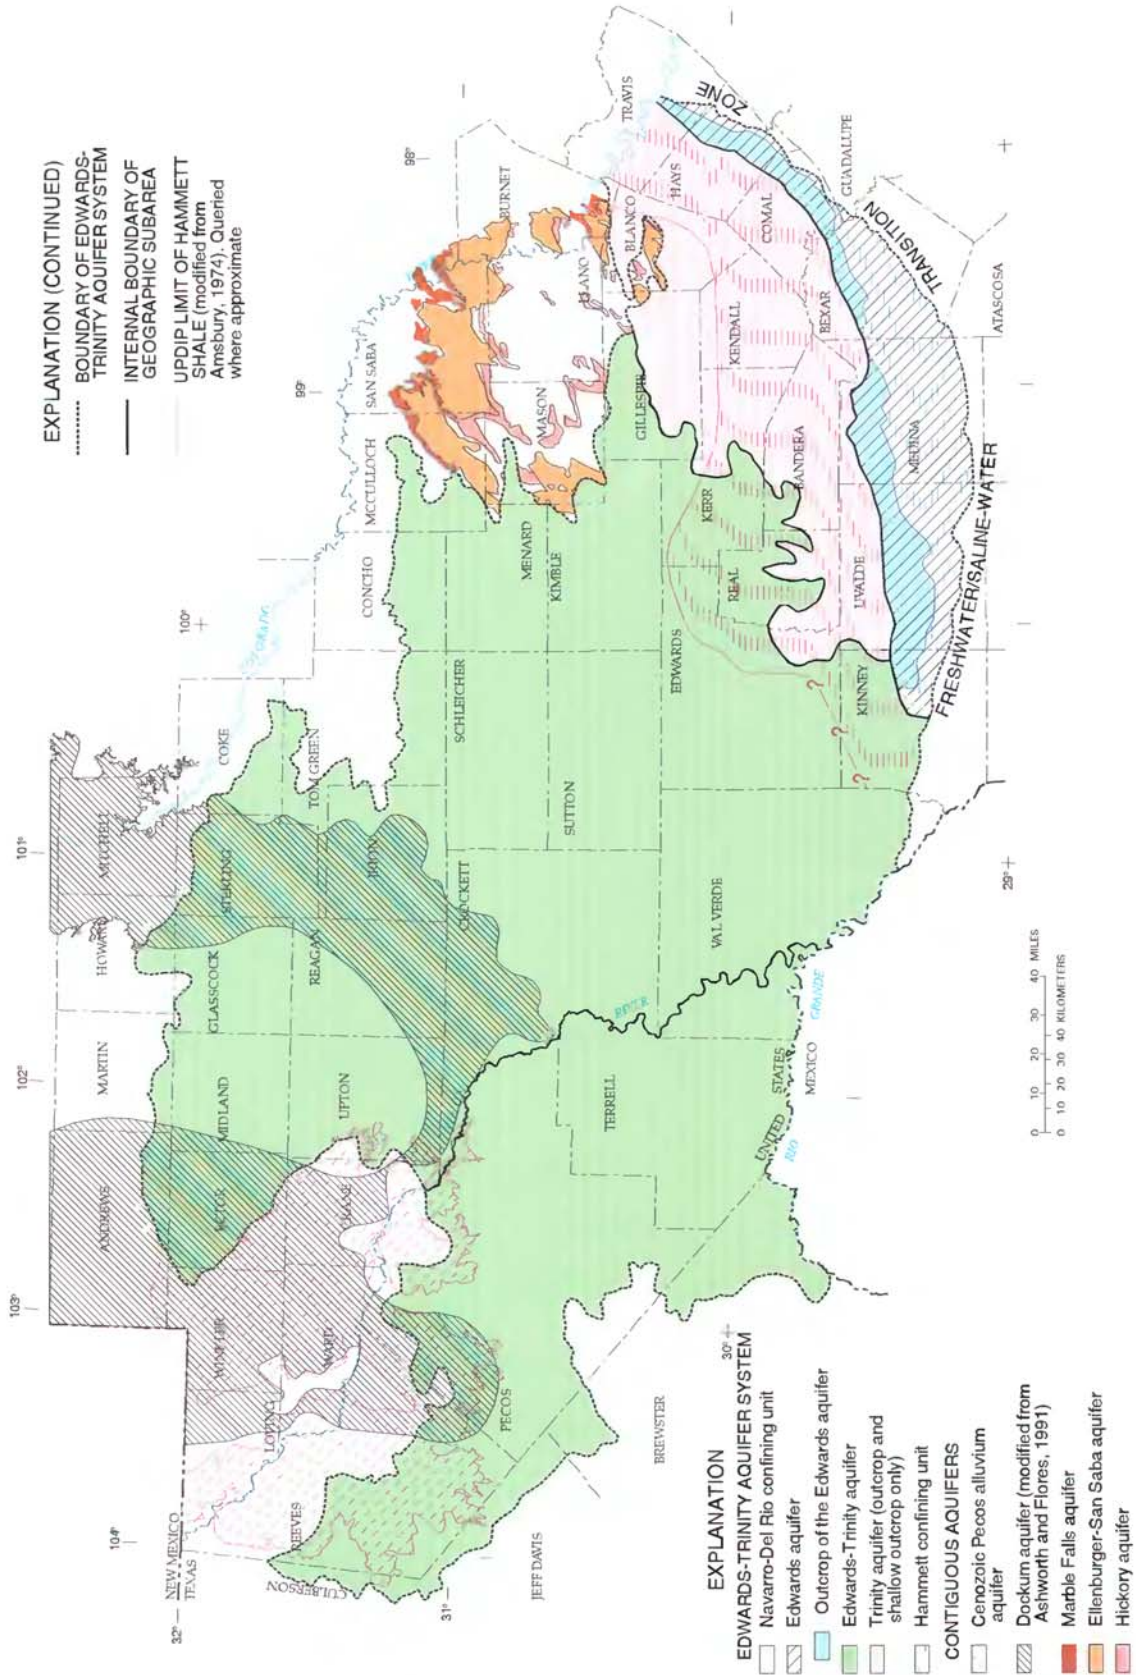 EXPLANATION (CONTINUED)
BOUNDARY OF EDWARDS-
TRINITY AQUIFER SYSTEM
INTERNAL BOUNDARY OF
GEOGRAPHIC SUBAREA
UPDIP LIMIT OF HAMMETT
SHALE (modified from
Amsbury, 1974), Queried
where approximate
104°
103°
102°
101°
100°
99°
98°
32°
31°
30°
29°
NEW MEXICO
TEXAS
CULBERSON
REEVES
JEFF DAVIS
LOVING
WINKLER
WARD
PECOS
BREWSTER
ANDREWS
ECTOR
CRANE
MARTIN
MIDLAND
UPTON
TERRELL
HOWARD
GLASSCOCK
REAGAN
CROCKETT
VAL VERDE
MITCHELL
STERLING
IRION
COKE
TOM GREEN
SCHLEICHER
SUTTON
EDWARDS
KINNEY
CONCHO
MENARD
KIMBLE
REAL
UVALDE
MCCULLOCH
SAN SABA
MASON
KERR
BANDERA
MEDINA
GILLESPIE
LLANO
BURNET
BLANCO
KENDALL
BEXAR
COMAL
HAYS
TRAVIS
GUADALUPE
ATASCOSA
?
?
?
RIVER
UNITED STATES
MEXICO
RIO GRANDE
FRESHWATER/SALINE-WATER
TRANSITION
ZONE
0 10 20 30 40 MILES
0 10 20 30 40 KILOMETERS
EXPLANATION
EDWARDS-TRINITY AQUIFER SYSTEM
Navarro-Del Rio confining unit
Edwards aquifer
Outcrop of the Edwards aquifer
Edwards-Trinity aquifer
Trinity aquifer (outcrop, and
shallow outcrop only)
Hammett confining unit
CONTIGUOUS AQUIFERS
Cenozoic Pecos alluvium
aquifer
Dockum aquifer (modified from
Ashworth and Flores, 1991)
Marble Falls aquifer
Ellenburger-San Saba aquifer
Hickory aquifer